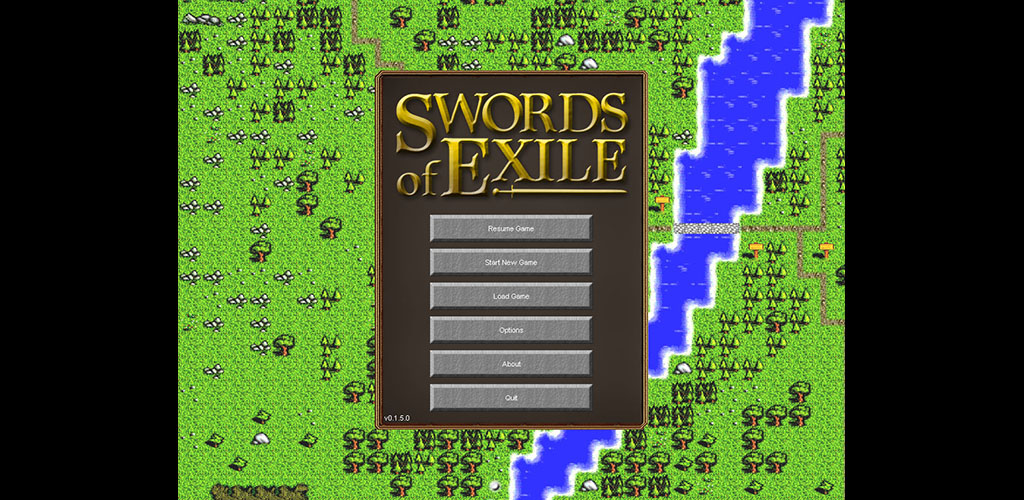 SWORDS
of EXILE
Resume Game
Start New Game
Load Game
Options
About
Quit
v0.1.5.0